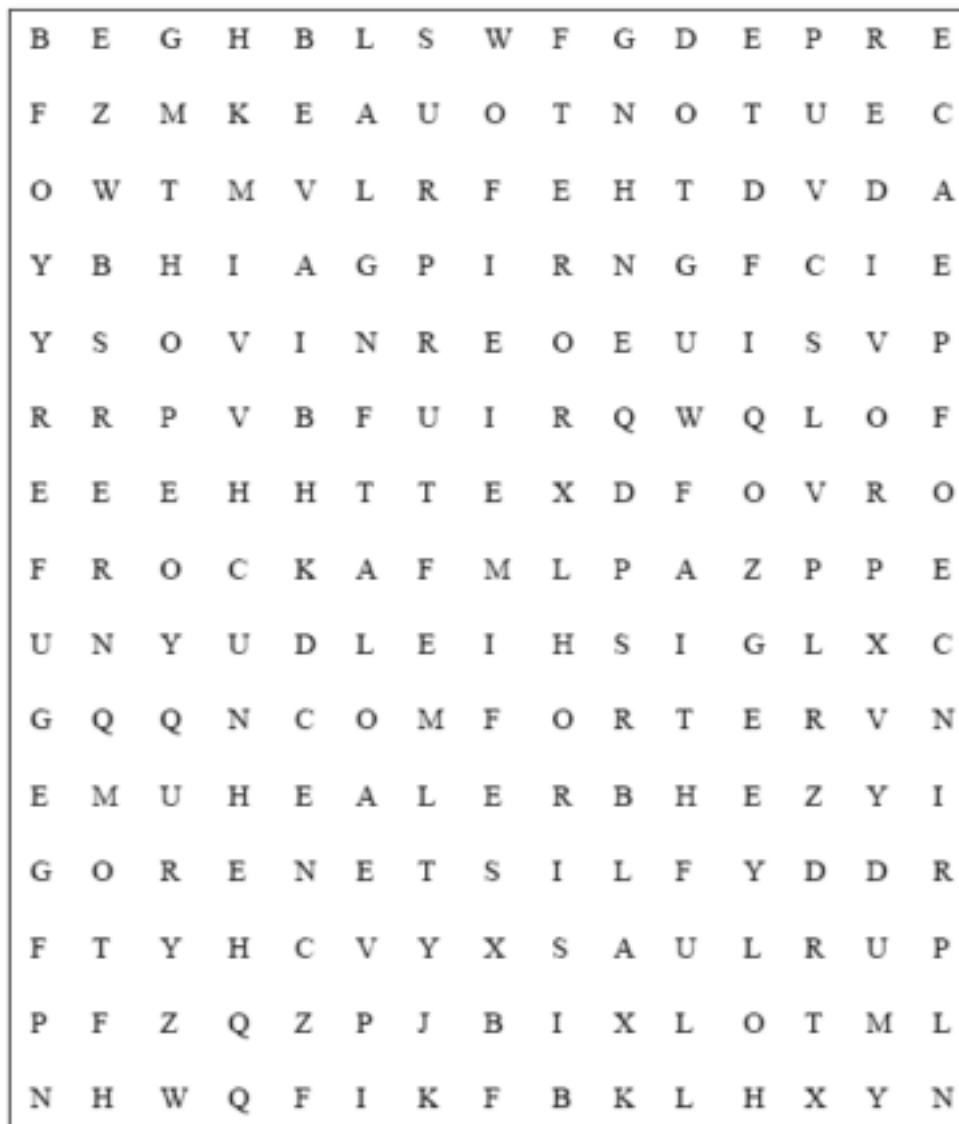 B E G H B L S W F G D E P R E
F Z M K E A U O T N O T U E C
O W T M V L R F E H T D V D A
Y B H I A G P I R N G F C I E
Y S O V I N R E O E U I S V P
R R P V B F U I R Q W Q L O F
E E E H H T T E X D F O V R O
F R O C K A F M L P A Z P P E
U N Y U D L E I H S I G L X C
G Q Q N C O M F O R T E R V N
E M U H E A L E R B H E Z Y I
G O R E N E T S I L F Y D D R
F T Y H C V Y X S A U L R U P
P F Z Q Z P J B I X L O T M L
N H W Q F I K F B K L H X Y N